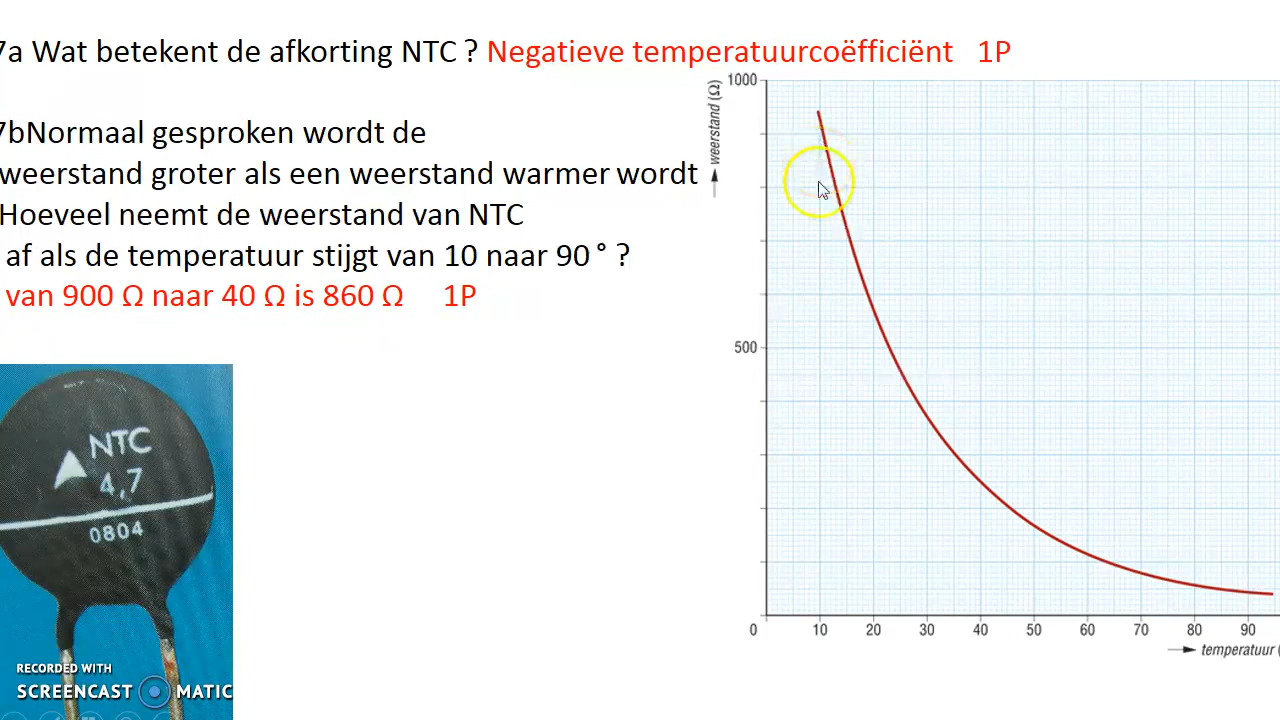 7a Wat betekent de afkorting NTC ? Negatieve temperatuurcoëfficiënt 1P
7bNormaal gesproken wordt de
weerstand groter als een weerstand warmer wordt
Hoeveel neemt de weerstand van NTC
af als de temperatuur stijgt van 10 naar 90 ° ?
van 900 Ω naar 40 Ω is 860 Ω 1P
1000
weerstand (Ω)
500
0 10 20 30 40 50 60 70 80 90
temperatuur (
NTC
4,7
0804
RECORDED WITH
SCREENCAST MATIC